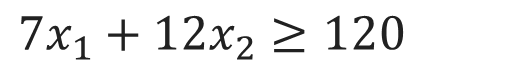 7x₁ + 12x₂ ≥ 120